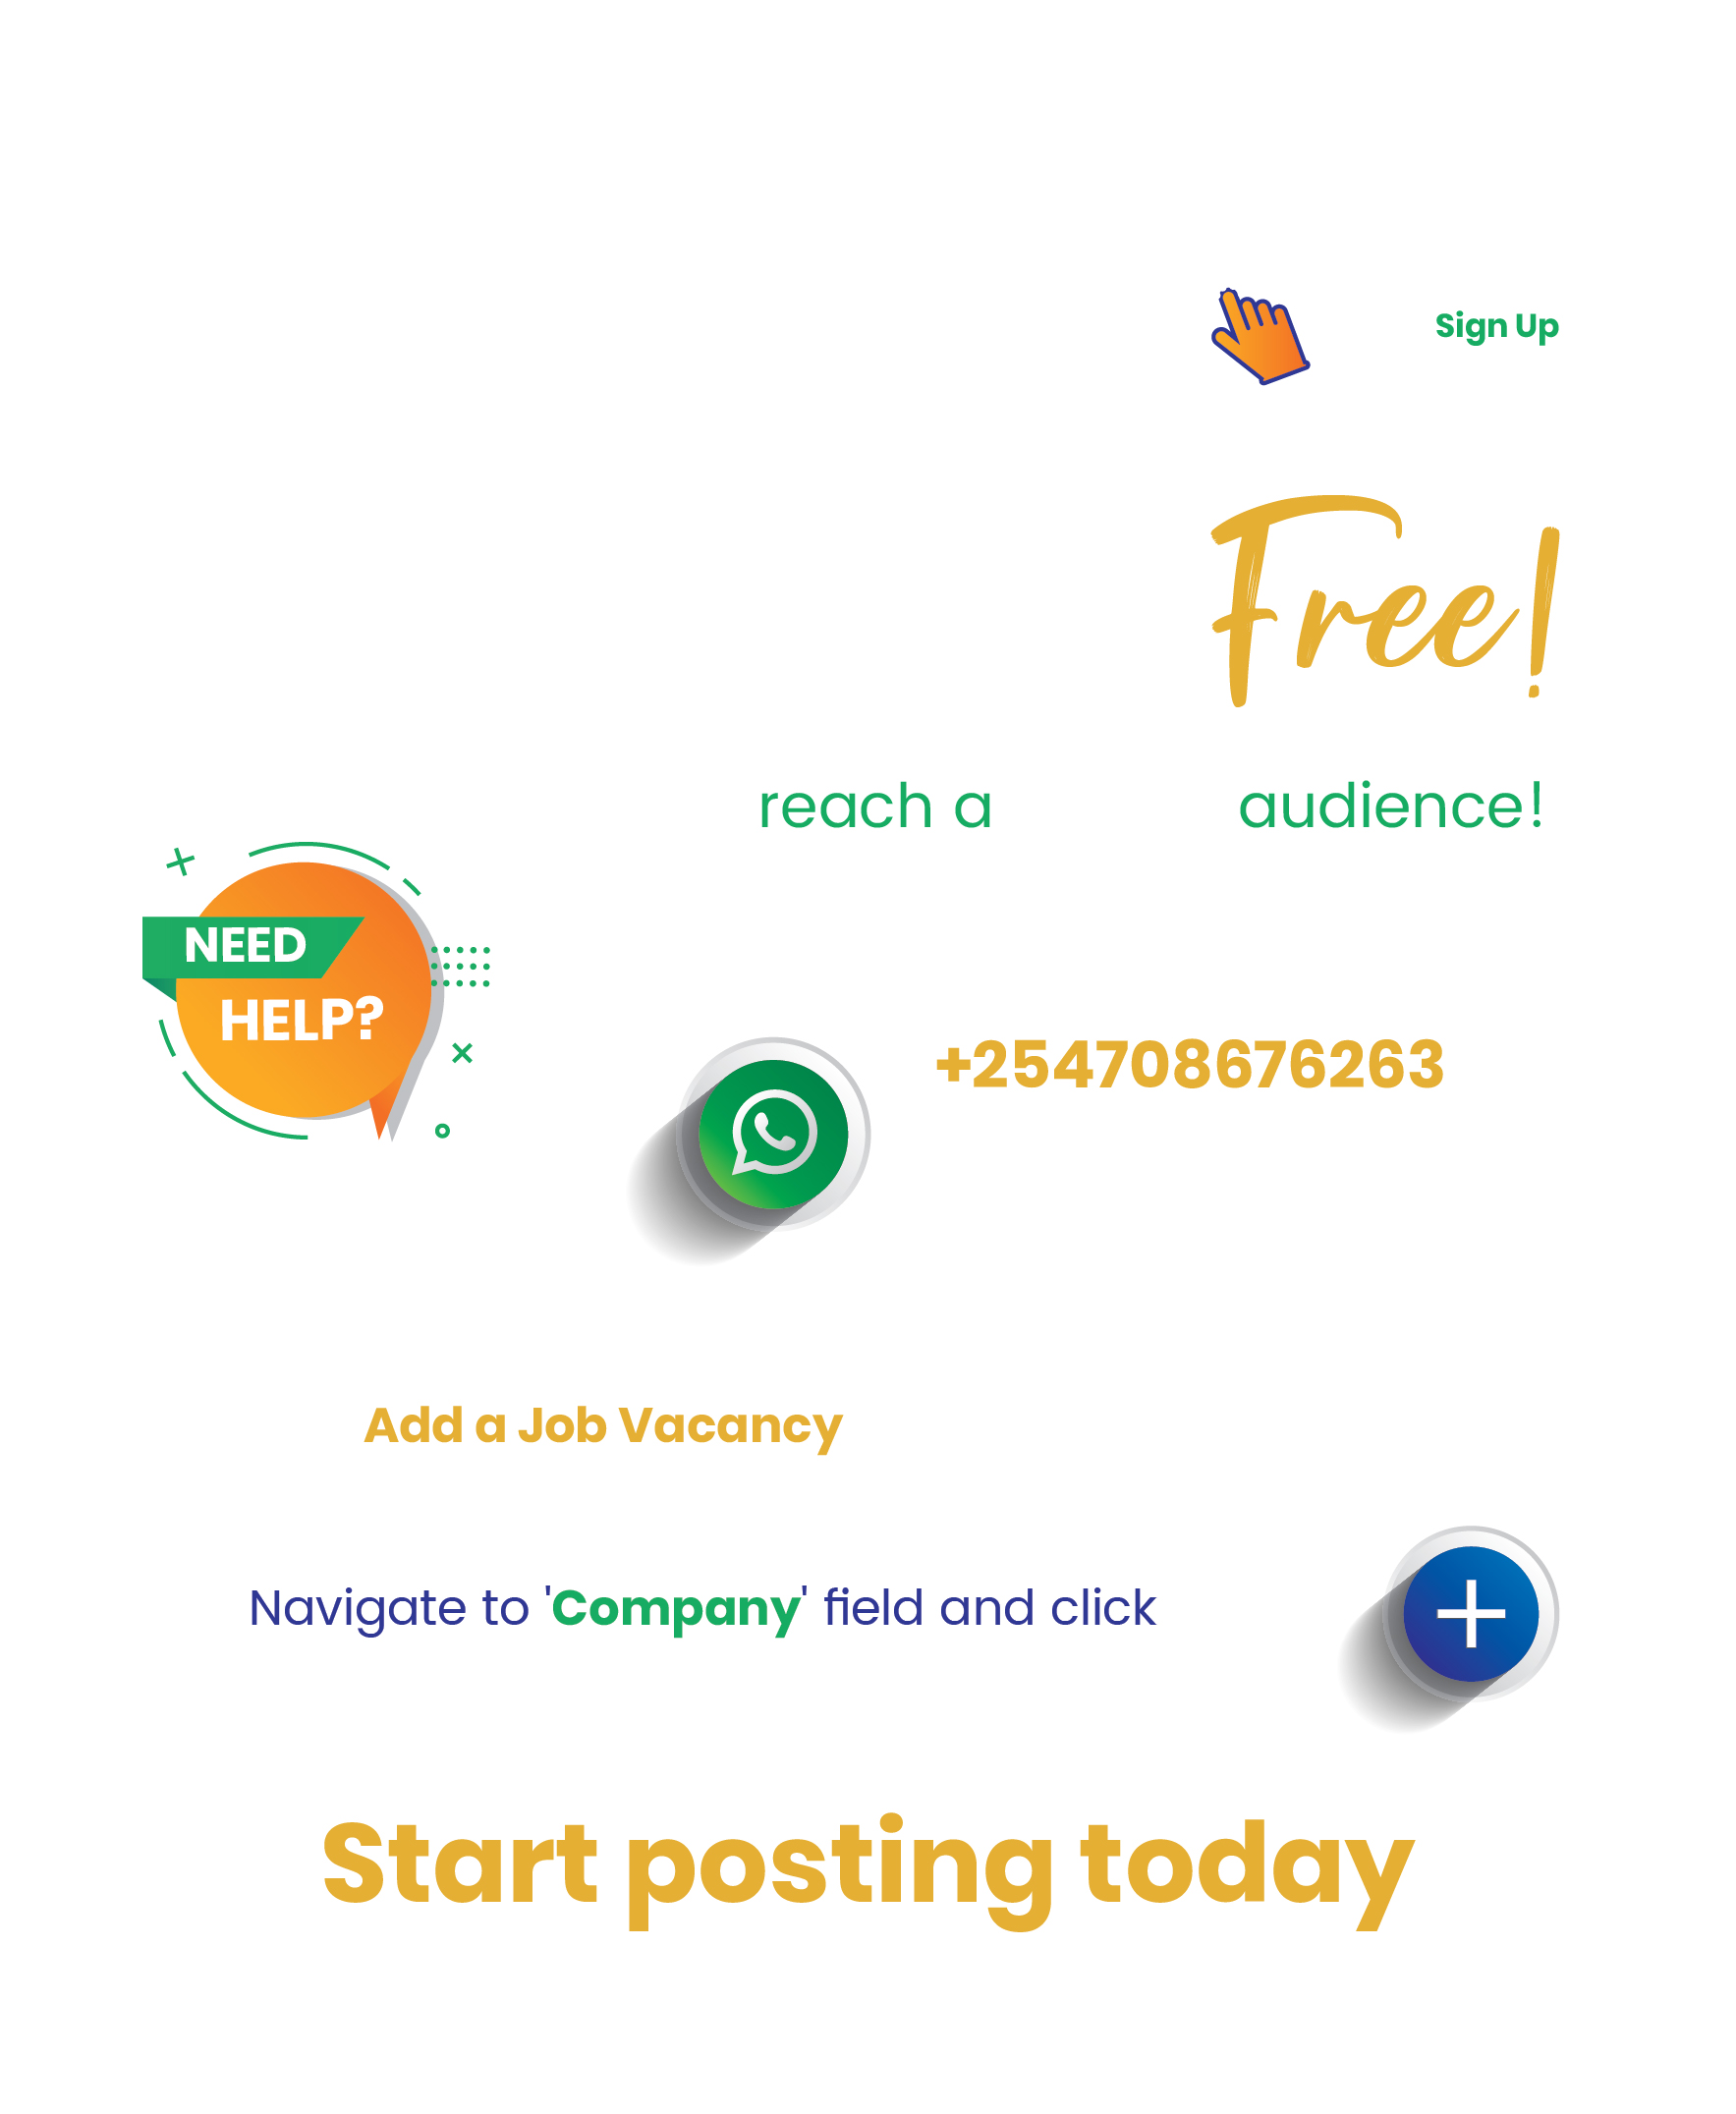 Sign Up
Free!
reach a audience!
NEED
HELP?
+254708676263
Add a Job Vacancy
Navigate to 'Company' field and click
Start posting today